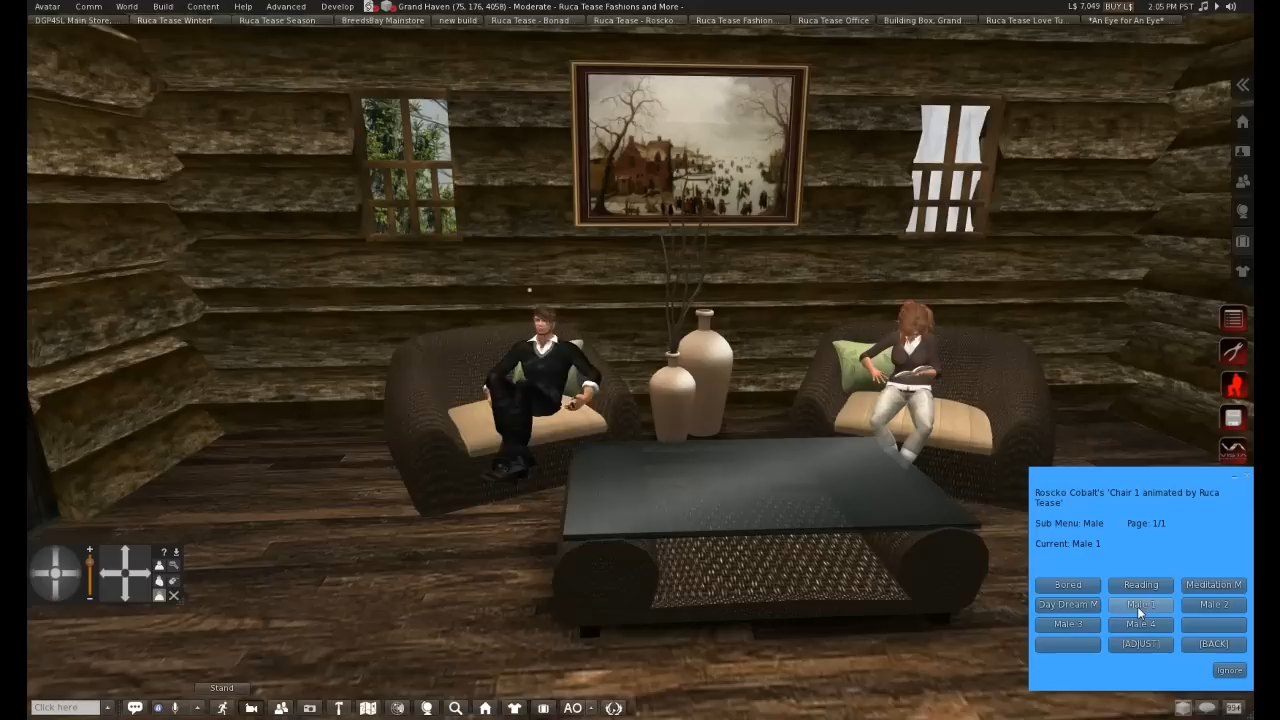 Avatar Comm World Build Content Help Advanced Develop Grand Haven (75, 176, 4058) - Moderate - Ruca Tease Fashions and More - L$ 7,049 BUY L$ 2:05 PM PST
DGP4SL Main Store. Ruca Tease Winterf Ruca Tease Season. BreedsBay Mainstore new build Ruca Tease - Bonad Ruca Tease - Roscko Ruca Tease Fashion Ruca Tease Office Building Box, Grand Ruca Tease Love Tu *An Eye for An Eye*
Roscko Cobalt's 'Chair 1 animated by Ruca
Tease'
Sub Menu: Male Page: 1/1
Current: Male 1
Bored Reading Meditation M
Day Dream M Male 1 Male 2
Male 3 Male 4
[ADJUST] [BACK]
Ignore
Stand
Click here AO